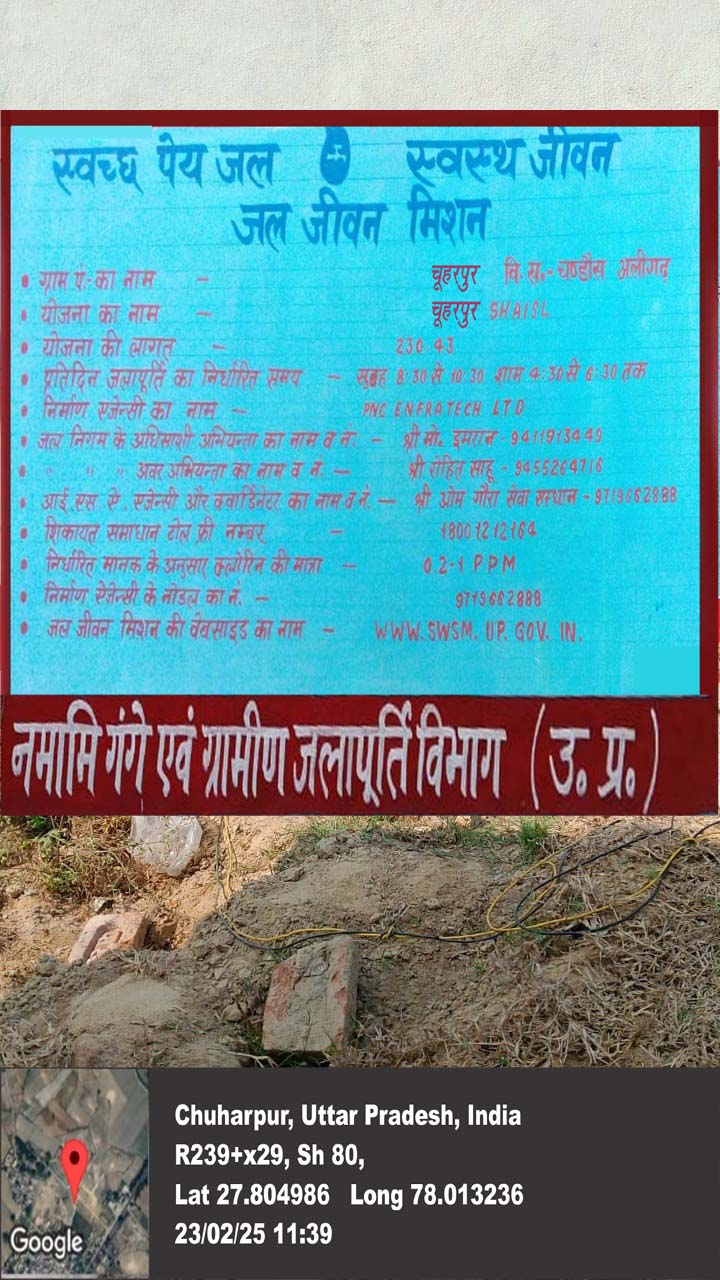 स्वच्छ पेय जल स्वस्थ जीवन
जल जीवन मिशन
• ग्राम पं.-का नाम - चूहरपुर वि.ख.-चण्डौस अलीगढ़
• योजना का नाम - चूहरपुर SHAISL
• योजना की लागत - 230.43
• प्रतिदिन जलापूर्ति का निर्धारित समय - सुबह 8:30 से 10:30 शाम 4:30 से 6:30 तक
• निर्माण एजेन्सी का नाम - PNC ENFRATECH LTD
• जल निगम के अधिसाशी अभियन्ता का नाम व नं. - श्री मो. इमरान - 9411913449
• " " " अवर अभियन्ता का नाम व नं. - श्री रोहित साहू - 9455264716
• आई.एस.ए. एजेन्सी और क्वार्डिनेटर का नाम व नं. - श्री ओम गौरा सेवा संस्थान - 9719662888
• शिकायत समाधान टोल फ्री नम्बर - 18001212164
• निर्धारित मानक के अनुसार क्लोरिन की मात्रा - 0.2-1 PPM
• निर्माण ऐजेन्सी के नोडल का नं. - 9719662888
• जल जीवन मिशन की वेबसाइड का नाम - WWW.SWSM.UP.GOV.IN.
नमामि गंगे एवं ग्रामीण जलापूर्ति विभाग (उ.प्र.)
Chuharpur, Uttar Pradesh, India
R239+x29, Sh 80,
Lat 27.804986 Long 78.013236
23/02/25 11:39
Google